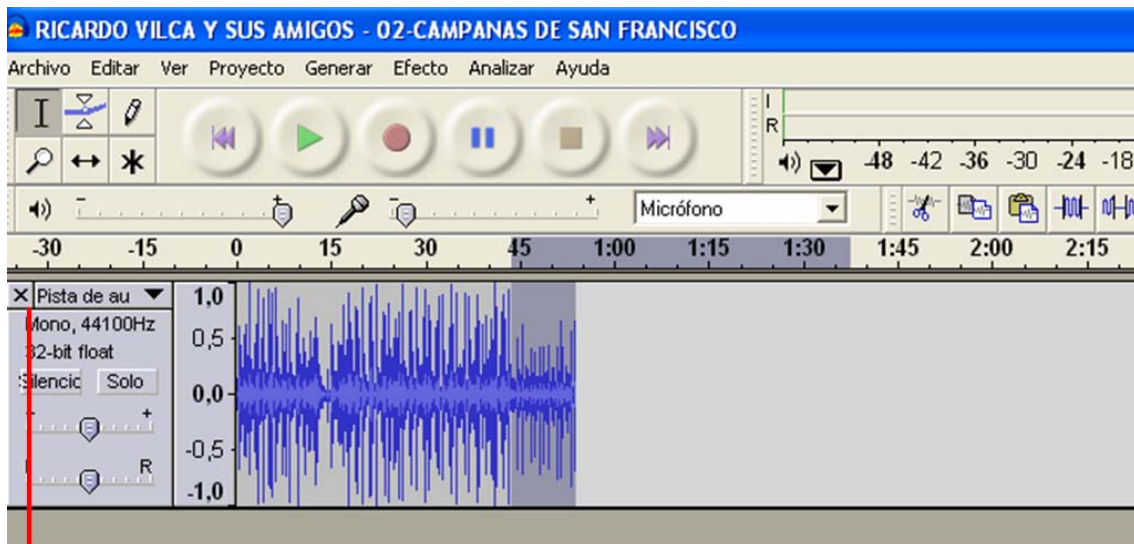 RICARDO VILCA Y SUS AMIGOS - 02-CAMPANAS DE SAN FRANCISCO
Archivo Editar Ver Proyecto Generar Efecto Analizar Ayuda
I
R
-48 -42 -36 -30 -24 -18
- +
- +
Micrófono
-30 -15 0 15 30 45 1:00 1:15 1:30 1:45 2:00 2:15
Pista de au
Mono, 44100Hz
32-bit float
Silencio Solo
- +
R
1,0
0,5
0,0
-0,5
-1,0